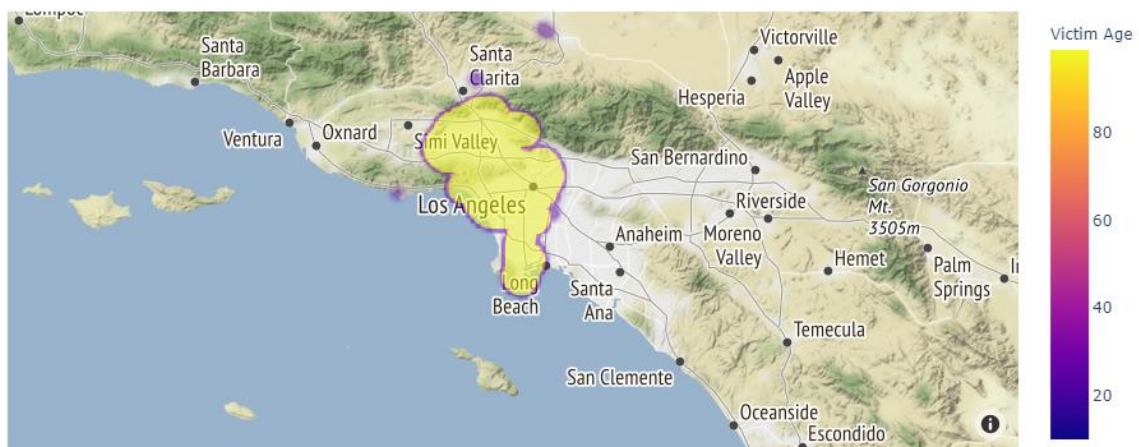 Victim Age
80
60
40
20
Santa
Barbara
Santa
Clarita
Victorville
Apple
Valley
Hesperia
Ventura
Oxnard
Simi Valley
San Bernardino
Los Angeles
San Gorgonio
Mt.
3505m
Riverside
Moreno
Valley
Anaheim
Hemet
Palm
Springs
Long
Beach
Santa
Ana
Temecula
San Clemente
Oceanside
Escondido
i